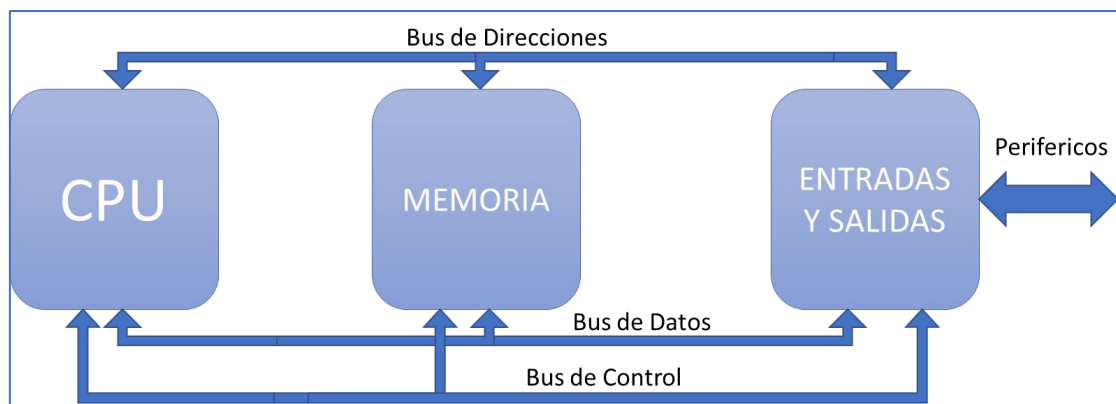 Bus de Direcciones
CPU
MEMORIA
ENTRADAS
Y SALIDAS
Perifericos
Bus de Datos
Bus de Control